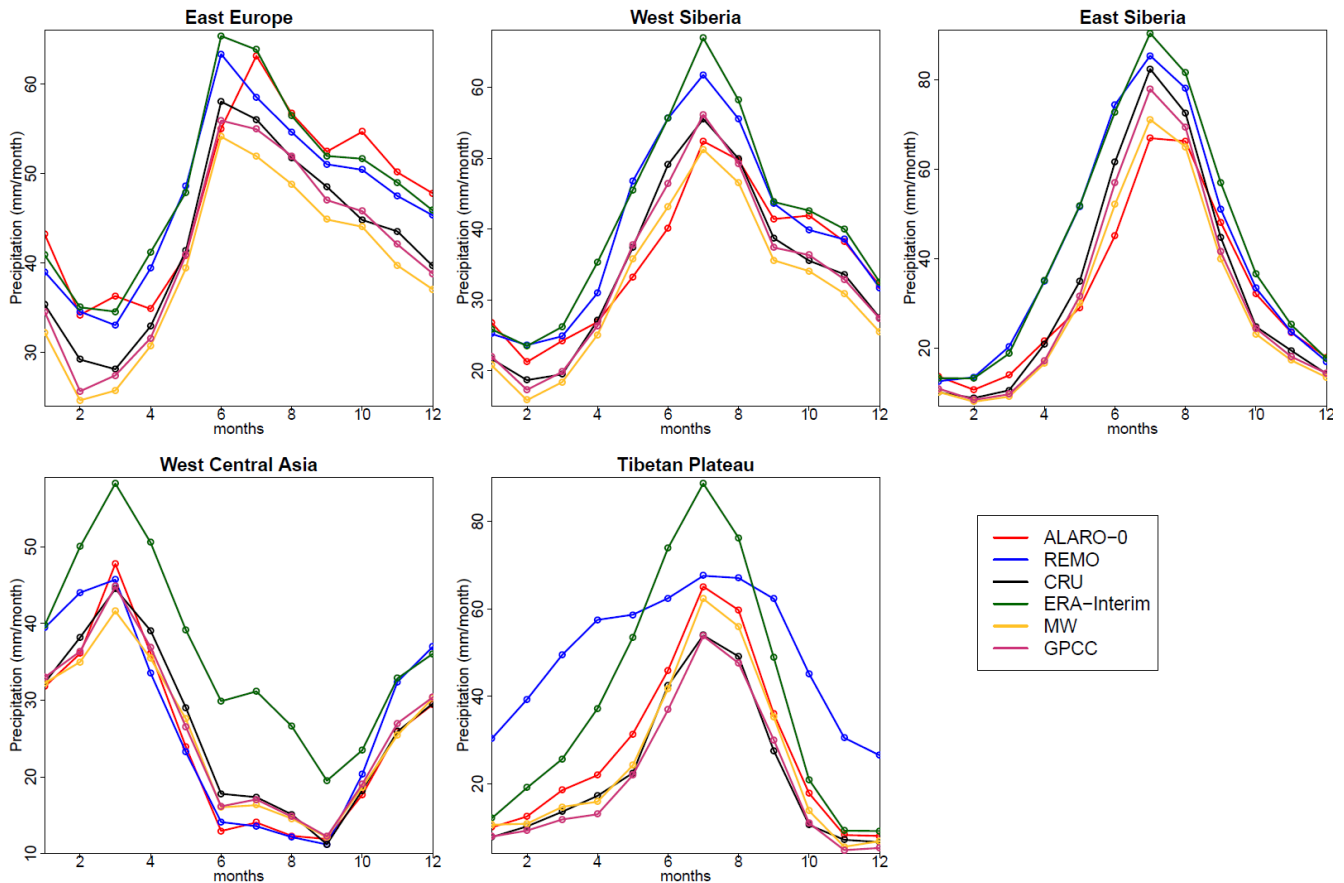 East Europe
Precipitation (mm/month)
30 40 50 60
2 4 6 8 10 12
months
West Siberia
Precipitation (mm/month)
20 30 40 50 60
2 4 6 8 10 12
months
East Siberia
Precipitation (mm/month)
20 40 60 80
2 4 6 8 10 12
months
West Central Asia
Precipitation (mm/month)
10 20 30 40 50
2 4 6 8 10 12
months
Tibetan Plateau
Precipitation (mm/month)
20 40 60 80
2 4 6 8 10 12
months
ALARO-0
REMO
CRU
ERA-Interim
MW
GPCC